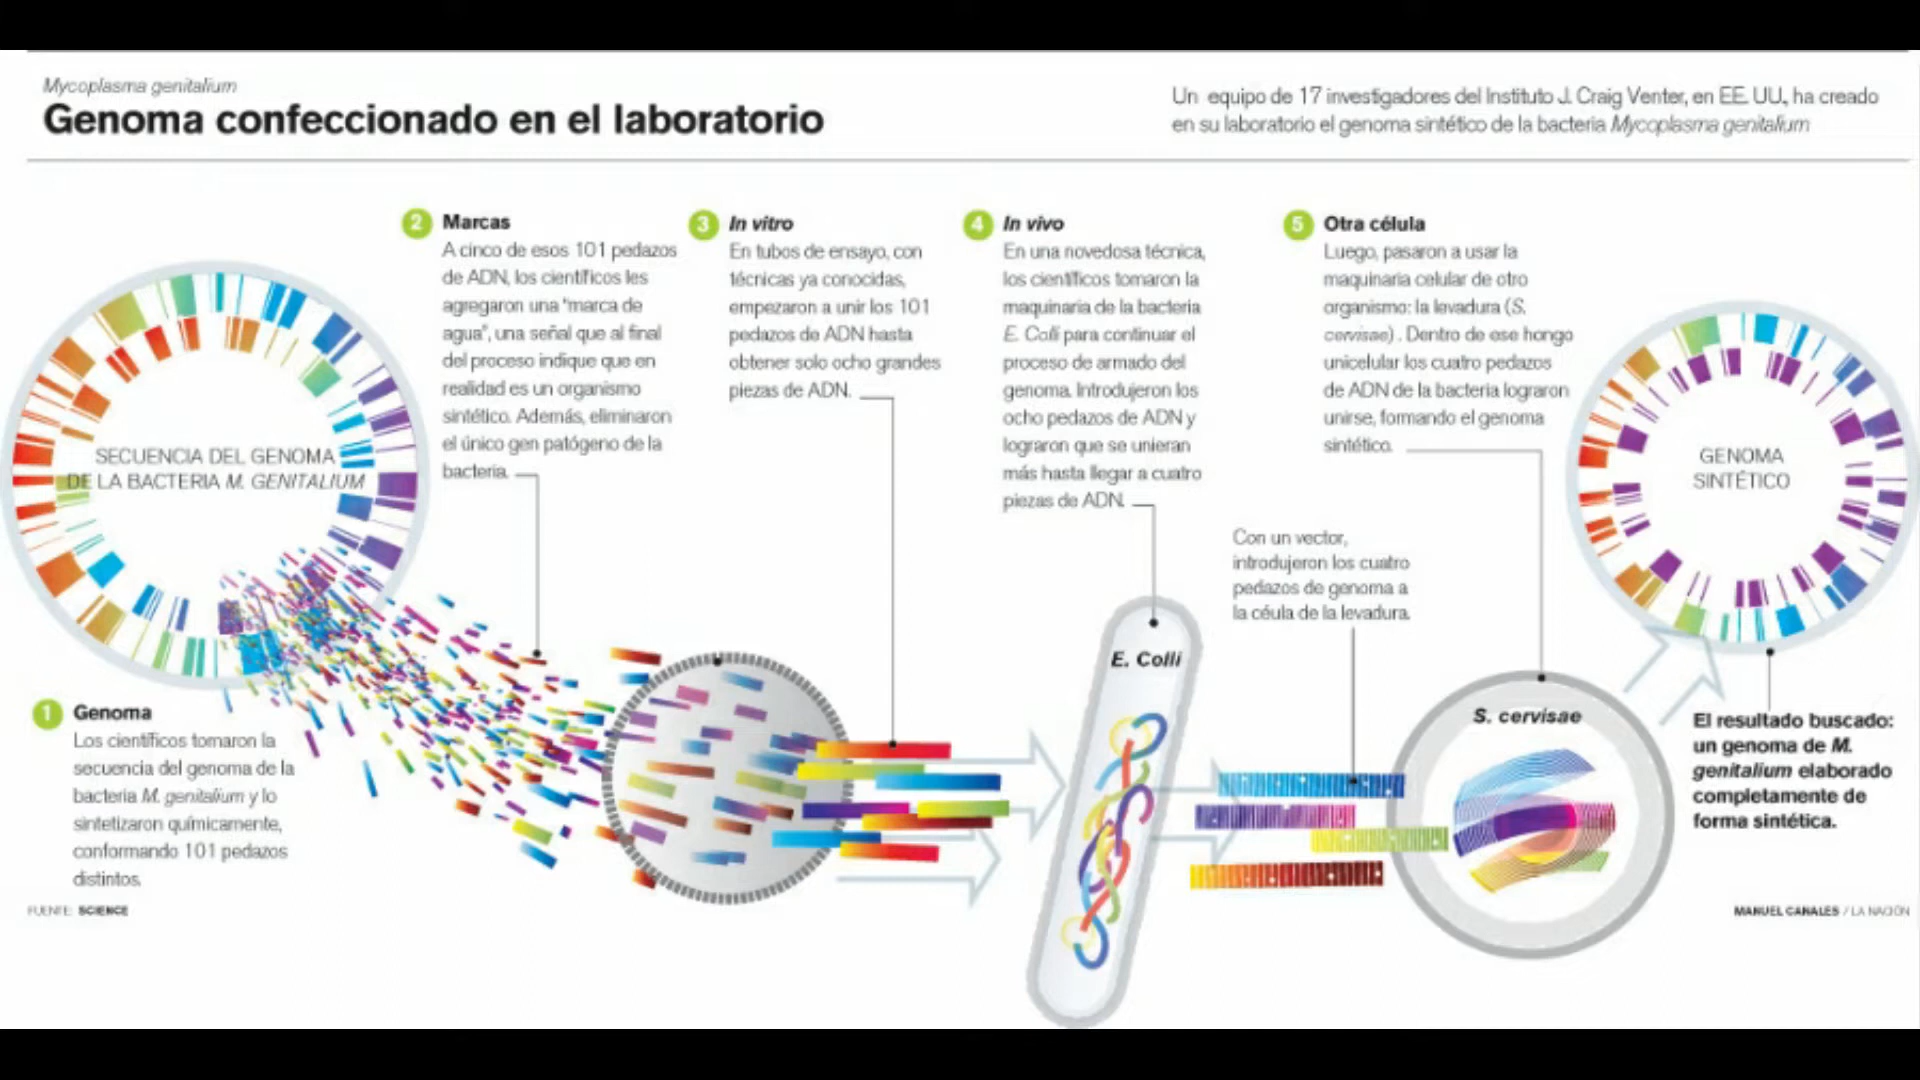 Mycoplasma genitalium
Genoma confeccionado en el laboratorio
Un equipo de 17 investigadores del Instituto J. Craig Venter, en EE. UU., ha creado
en su laboratorio el genoma sintético de la bacteria Mycoplasma genitalium
SECUENCIA DEL GENOMA
DE LA BACTERIA M. GENITALIUM
1 Genoma
Los científicos tomaron la
secuencia del genoma de la
bacteria M. genitalium y lo
sintetizaron químicamente,
conformando 101 pedazos
distintos.
2 Marcas
A cinco de esos 101 pedazos
de ADN, los científicos les
agregaron una "marca de
agua", una señal que al final
del proceso indique que en
realidad es un organismo
sintético. Además, eliminaron
el único gen patógeno de la
bacteria.
3 In vitro
En tubos de ensayo, con
técnicas ya conocidas,
empezaron a unir los 101
pedazos de ADN hasta
obtener solo ocho grandes
piezas de ADN.
4 In vivo
En una novedosa técnica,
los científicos tomaron la
maquinaria de la bacteria
E. Colli para continuar el
proceso de armado del
genoma. Introdujeron los
ocho pedazos de ADN y
lograron que se unieran
más hasta llegar a cuatro
piezas de ADN.
E. Colli
5 Otra célula
Luego, pasaron a usar la
maquinaria celular de otro
organismo: la levadura (S.
cervisae). Dentro de ese hongo
unicelular los cuatro pedazos
de ADN de la bacteria lograron
unirse, formando el genoma
sintético.
Con un vector,
introdujeron los cuatro
pedazos de genoma a
la céula de la levadura.
S. cervisae
GENOMA
SINTÉTICO
El resultado buscado:
un genoma de M.
genitalium elaborado
completamente de
forma sintética.
FUENTE: SCIENCE
MANUEL CANALES / LA NACIÓN